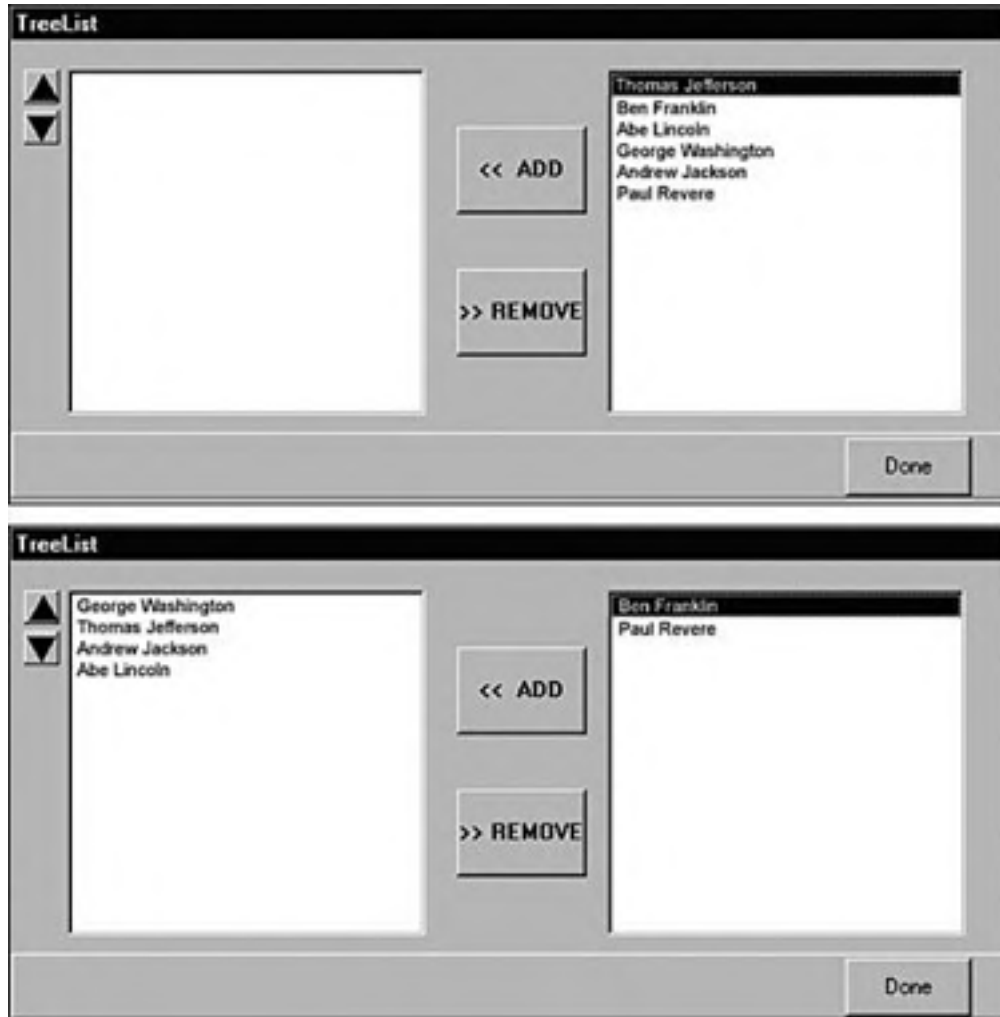 TreeList
Thomas Jefferson
Ben Franklin
Abe Lincoln
George Washington
Andrew Jackson
Paul Revere
<< ADD
>> REMOVE
Done
TreeList
George Washington
Thomas Jefferson
Andrew Jackson
Abe Lincoln
<< ADD
>> REMOVE
Ben Franklin
Paul Revere
Done